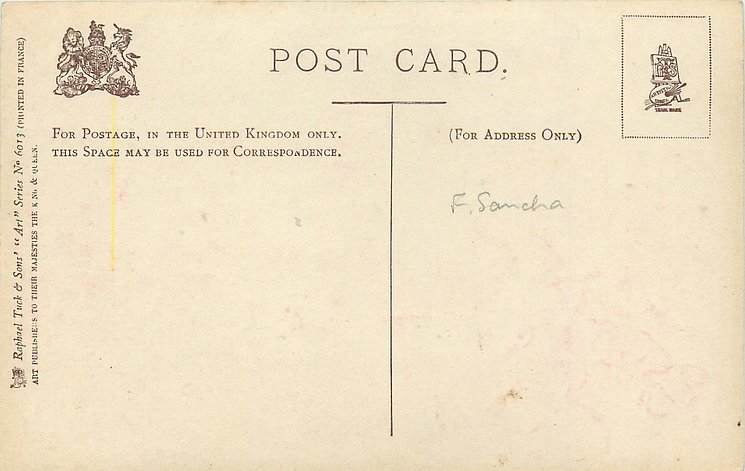 POST CARD.
FOR POSTAGE, IN THE UNITED KINGDOM ONLY.
THIS SPACE MAY BE USED FOR CORRESPONDENCE.
(FOR ADDRESS ONLY)
F. Sancha
Raphael Tuck & Sons' "Art" Series No 6013 (PRINTED IN FRANCE)
ART PUBLISHERS TO THEIR MAJESTIES THE KING & QUEEN.
TRADE MARK